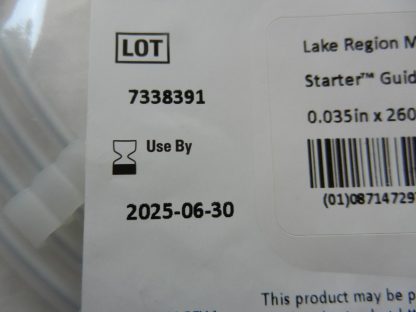 LOT
7338391
Use By
2025-06-30
Lake Region M
Starter™ Guid
0.035in x 260
(01)08714729
This product may be p